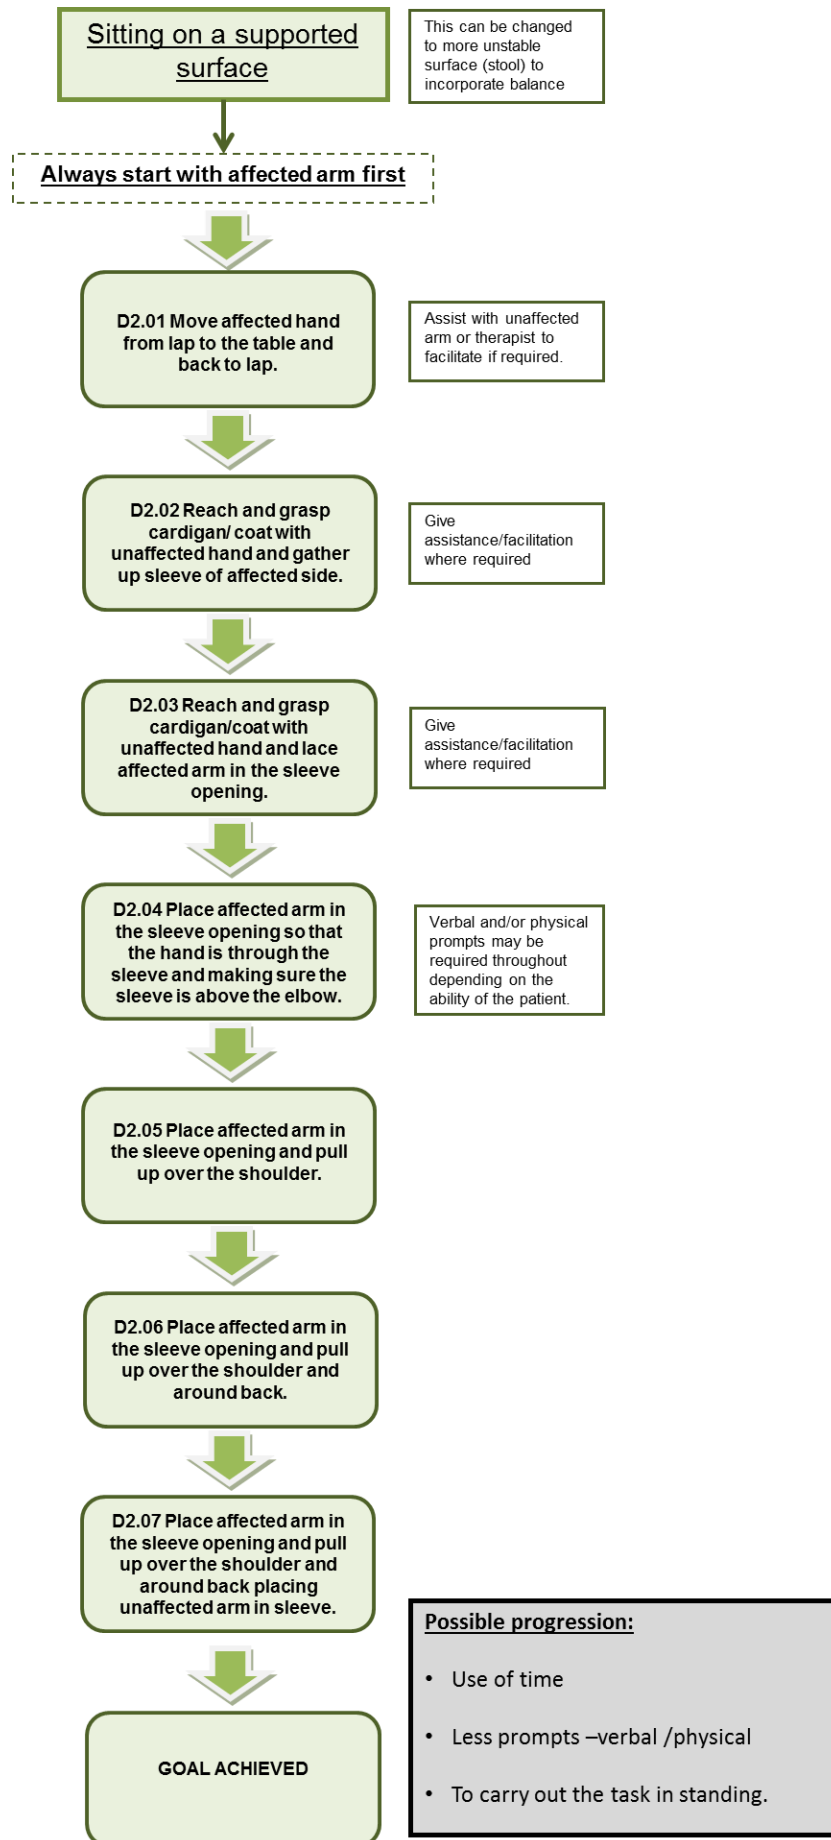 Sitting on a supported
surface
This can be changed
to more unstable
surface (stool) to
incorporate balance
Always start with affected arm first
D2.01 Move affected hand
from lap to the table and
back to lap.
Assist with unaffected
arm or therapist to
facilitate if required.
D2.02 Reach and grasp
cardigan/ coat with
unaffected hand and gather
up sleeve of affected side.
Give
assistance/facilitation
where required
D2.03 Reach and grasp
cardigan/coat with
unaffected hand and lace
affected arm in the sleeve
opening.
Give
assistance/facilitation
where required
D2.04 Place affected arm in
the sleeve opening so that
the hand is through the
sleeve and making sure the
sleeve is above the elbow.
Verbal and/or physical
prompts may be
required throughout
depending on the
ability of the patient.
D2.05 Place affected arm in
the sleeve opening and pull
up over the shoulder.
D2.06 Place affected arm in
the sleeve opening and pull
up over the shoulder and
around back.
D2.07 Place affected arm in
the sleeve opening and pull
up over the shoulder and
around back placing
unaffected arm in sleeve.
GOAL ACHIEVED
Possible progression:
• Use of time
• Less prompts –verbal /physical
• To carry out the task in standing.